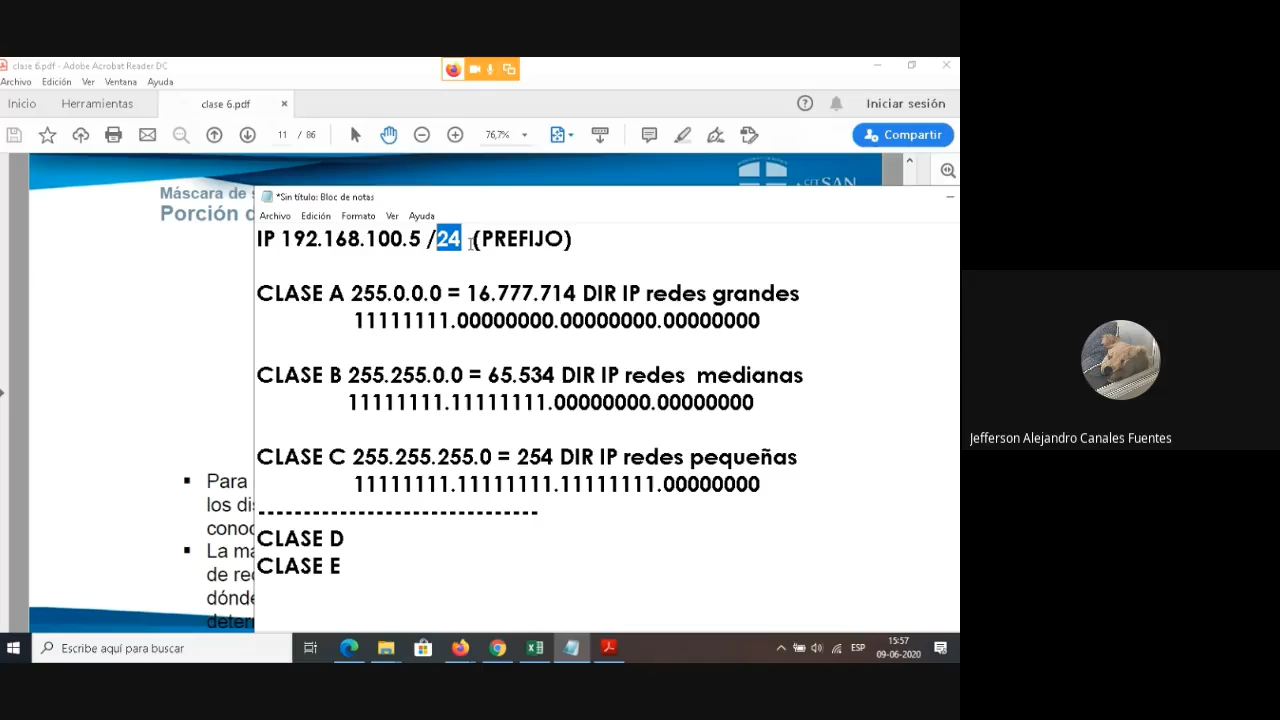 clase 6.pdf - Adobe Acrobat Reader DC
Archivo Edición Ver Ventana Ayuda
Inicio Herramientas clase 6.pdf × Iniciar sesión
11 / 86 76,7% Compartir
Máscara de
Porción d
*Sin título: Bloc de notas
Archivo Edición Formato Ver Ayuda
IP 192.168.100.5 /24 (PREFIJO)
CLASE A 255.0.0.0 = 16.777.714 DIR IP redes grandes
11111111.00000000.00000000.00000000
CLASE B 255.255.0.0 = 65.534 DIR IP redes medianas
11111111.11111111.00000000.00000000
CLASE C 255.255.255.0 = 254 DIR IP redes pequeñas
11111111.11111111.11111111.00000000
------------------------------
CLASE D
CLASE E
Para
los dis
conoc
La ma
de red
dónde
deter
Jefferson Alejandro Canales Fuentes
Escribe aquí para buscar
ESP
15:57
09-06-2020